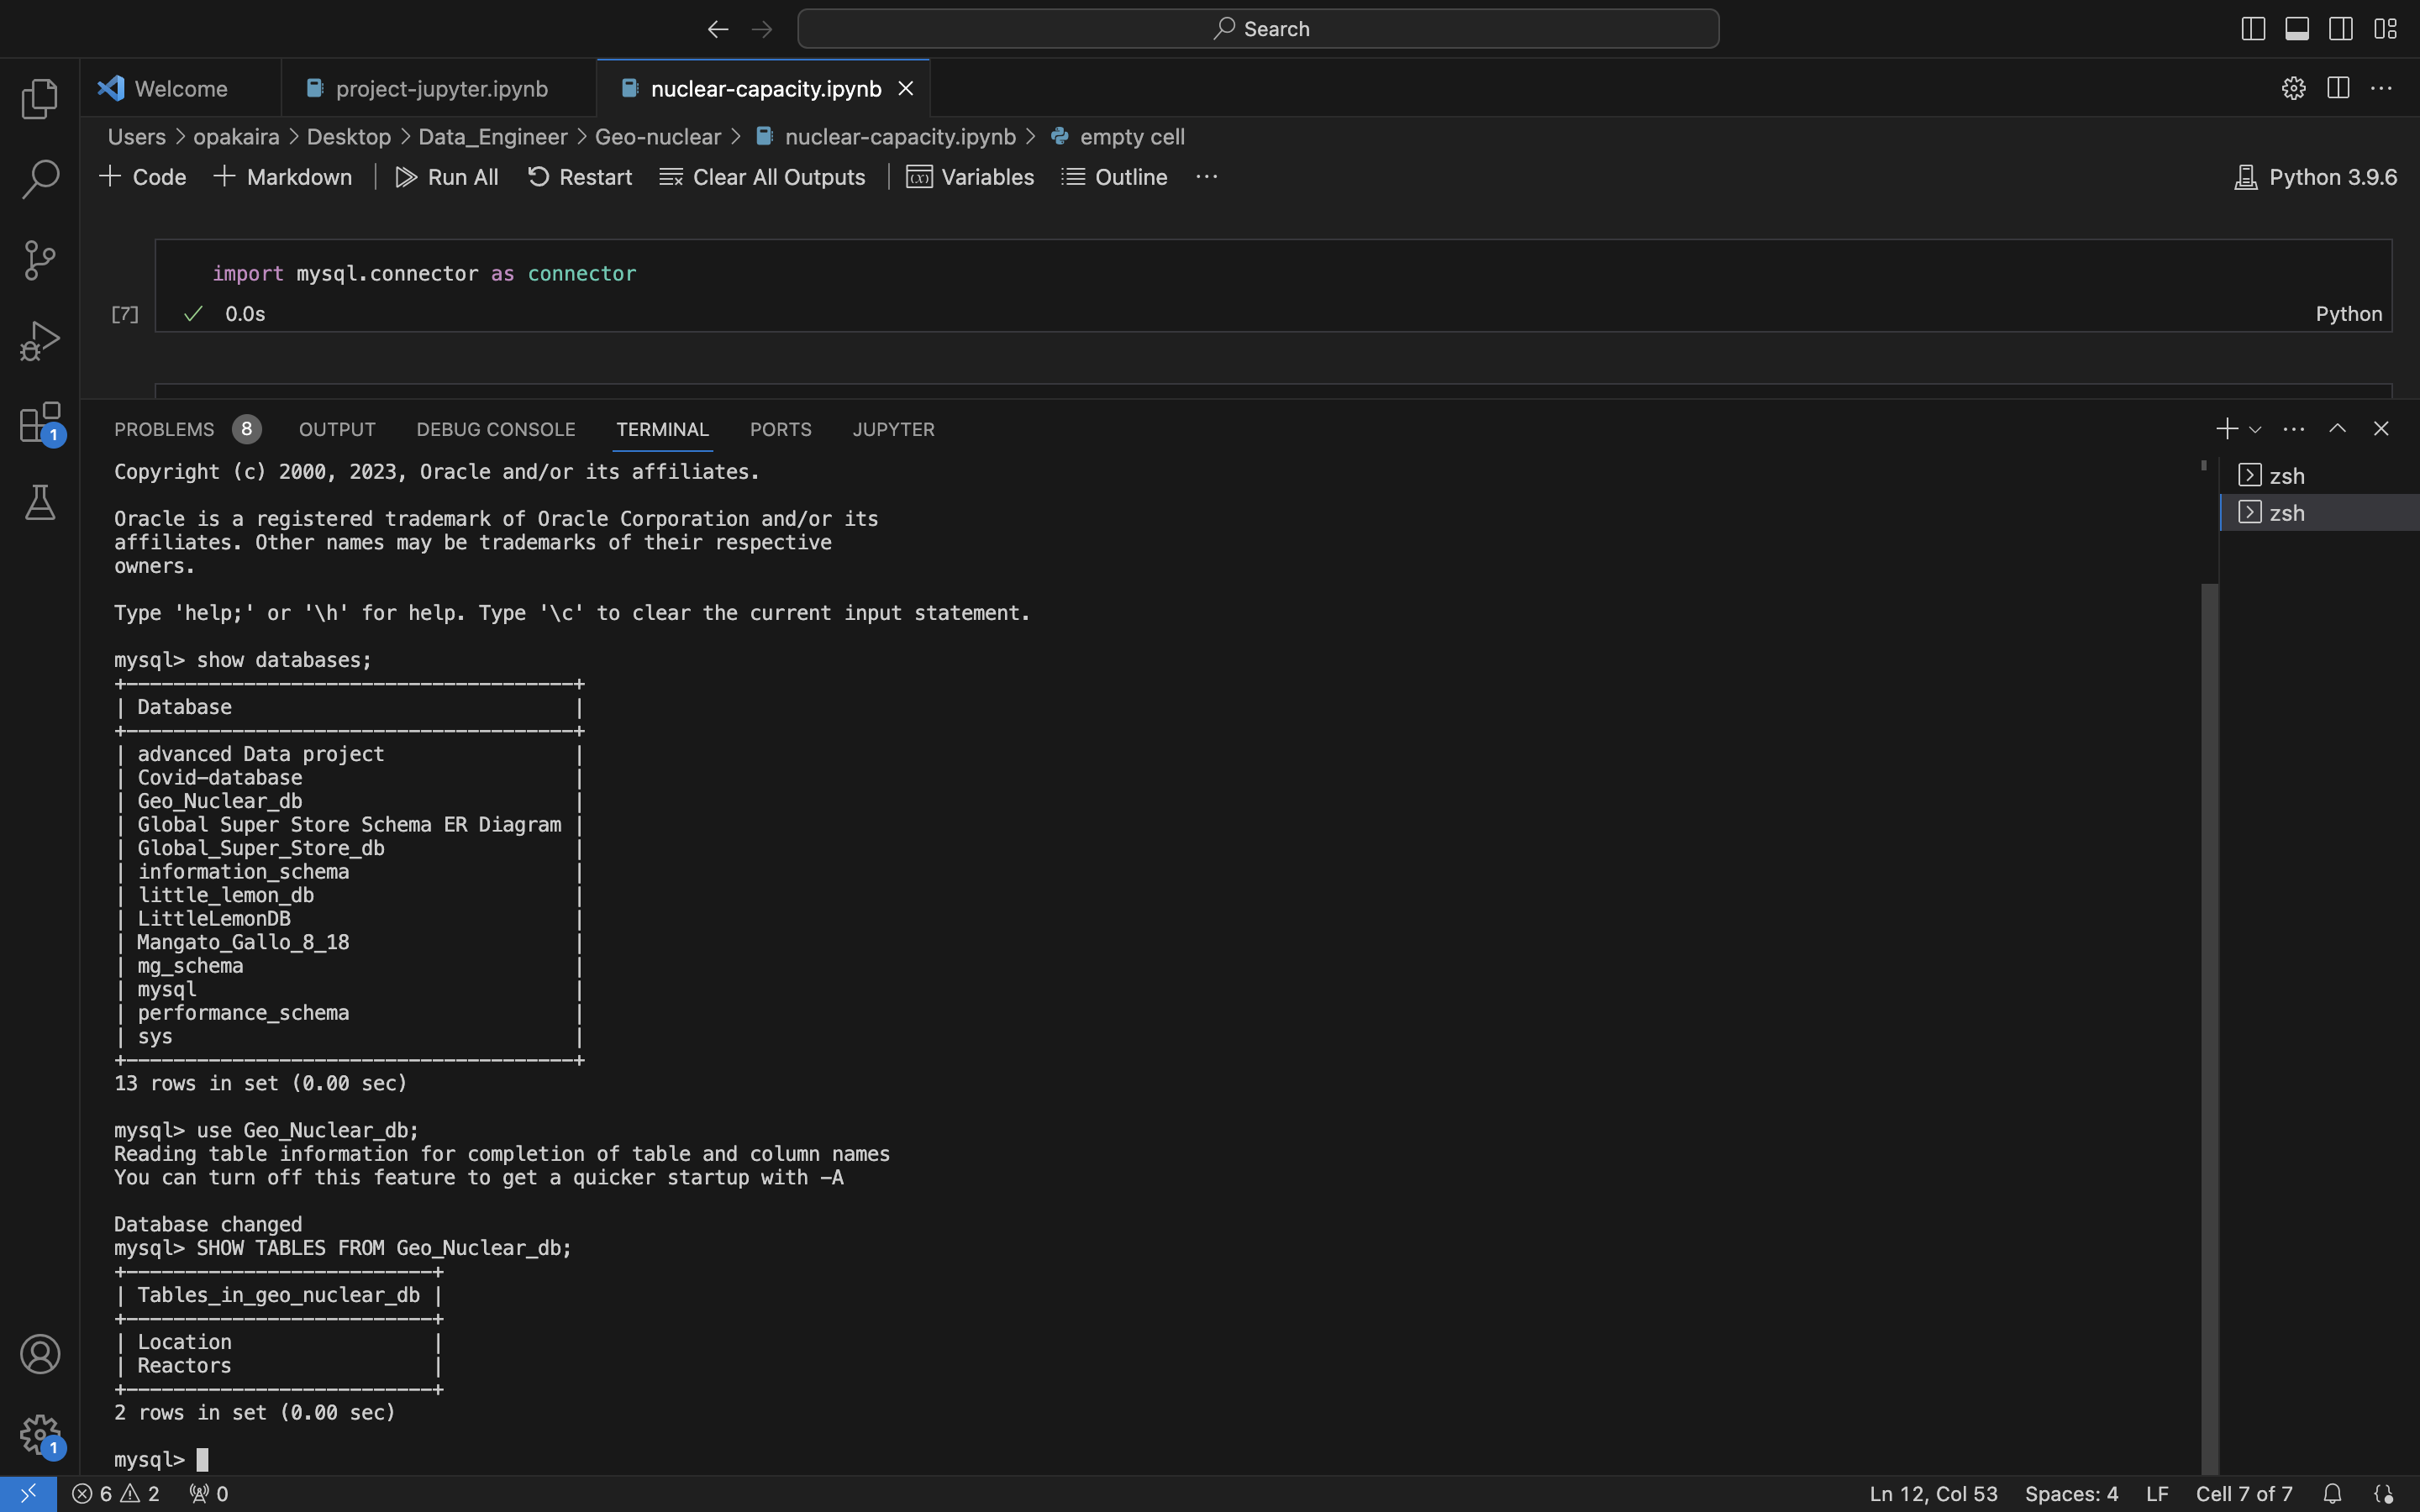 Search
Welcome
project-jupyter.ipynb
nuclear-capacity.ipynb
Users > opakaira > Desktop > Data_Engineer > Geo-nuclear > nuclear-capacity.ipynb > empty cell
+ Code + Markdown | Run All Restart Clear All Outputs | Variables Outline ... Python 3.9.6
import mysql.connector as connector
[7] ✓ 0.0s Python
PROBLEMS 8 OUTPUT DEBUG CONSOLE TERMINAL PORTS JUPYTER
zsh
zsh
Copyright (c) 2000, 2023, Oracle and/or its affiliates.
Oracle is a registered trademark of Oracle Corporation and/or its
affiliates. Other names may be trademarks of their respective
owners.
Type 'help;' or '\h' for help. Type '\c' to clear the current input statement.
mysql> show databases;
+--------------------------------------+
| Database |
+--------------------------------------+
| advanced Data project |
| Covid-database |
| Geo_Nuclear_db |
| Global Super Store Schema ER Diagram |
| Global_Super_Store_db |
| information_schema |
| little_lemon_db |
| LittleLemonDB |
| Mangato_Gallo_8_18 |
| mg_schema |
| mysql |
| performance_schema |
| sys |
+--------------------------------------+
13 rows in set (0.00 sec)
mysql> use Geo_Nuclear_db;
Reading table information for completion of table and column names
You can turn off this feature to get a quicker startup with -A
Database changed
mysql> SHOW TABLES FROM Geo_Nuclear_db;
+--------------------------+
| Tables_in_geo_nuclear_db |
+--------------------------+
| Location |
| Reactors |
+--------------------------+
2 rows in set (0.00 sec)
mysql>
1
1
6 2 0 Ln 12, Col 53 Spaces: 4 LF Cell 7 of 7